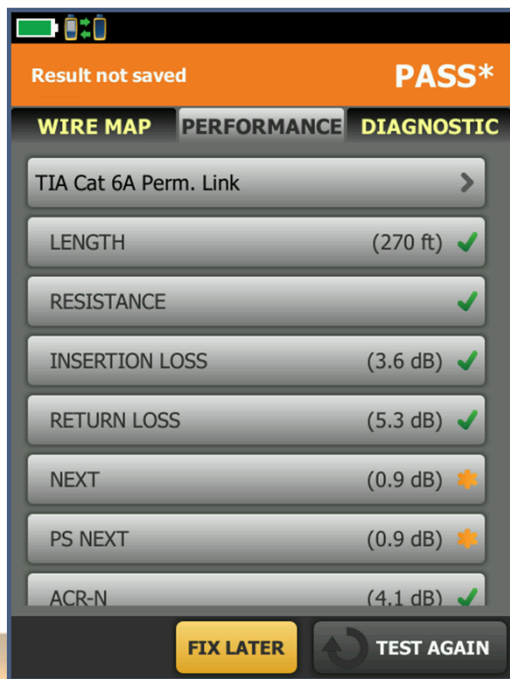 Result not saved PASS*
WIRE MAP PERFORMANCE DIAGNOSTIC
TIA Cat 6A Perm. Link
LENGTH (270 ft)
RESISTANCE
INSERTION LOSS (3.6 dB)
RETURN LOSS (5.3 dB)
NEXT (0.9 dB)
PS NEXT (0.9 dB)
ACR-N (4.1 dB)
FIX LATER TEST AGAIN